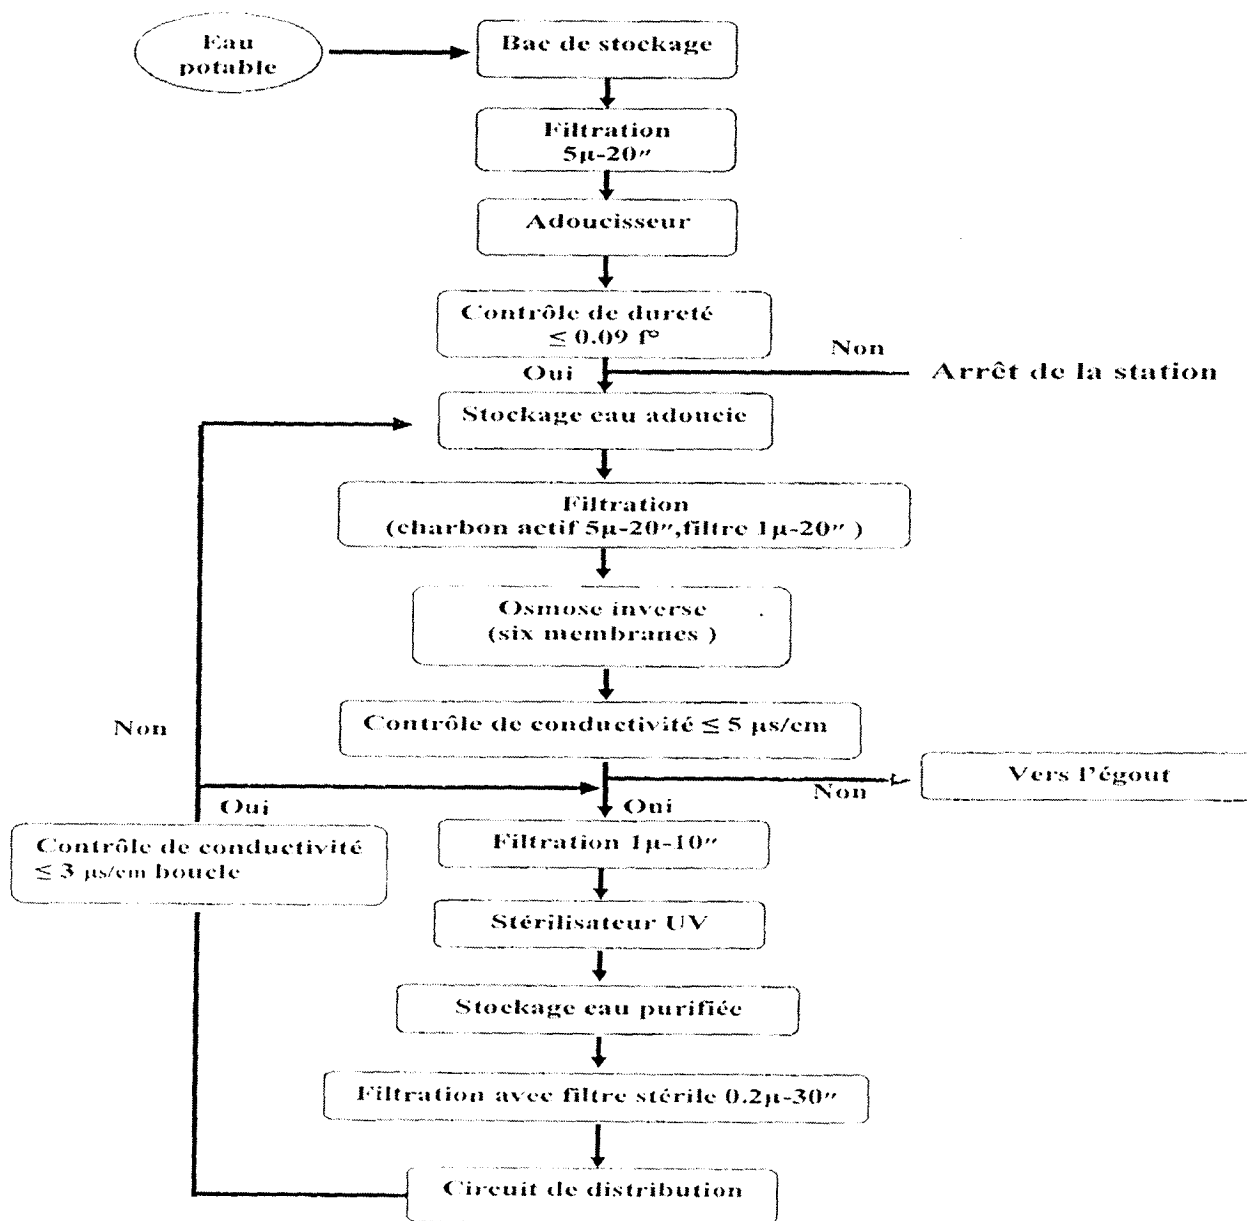 Eau
potable
Bac de stockage
Filtration
5µ-20″
Adoucisseur
Contrôle de dureté
≤ 0.09 f°
Non
Oui
Arrêt de la station
Stockage eau adoucie
Filtration
(charbon actif 5µ-20″,filtre 1µ-20″ )
Osmose inverse
(six membranes )
Contrôle de conductivité ≤ 5 µs/cm
Non
Vers l'égout
Non
Oui
Oui
Filtration 1µ-10″
Contrôle de conductivité
≤ 3 µs/cm boucle
Stérilisateur UV
Stockage eau purifiée
Filtration avec filtre stérile 0.2µ-30″
Circuit de distribution